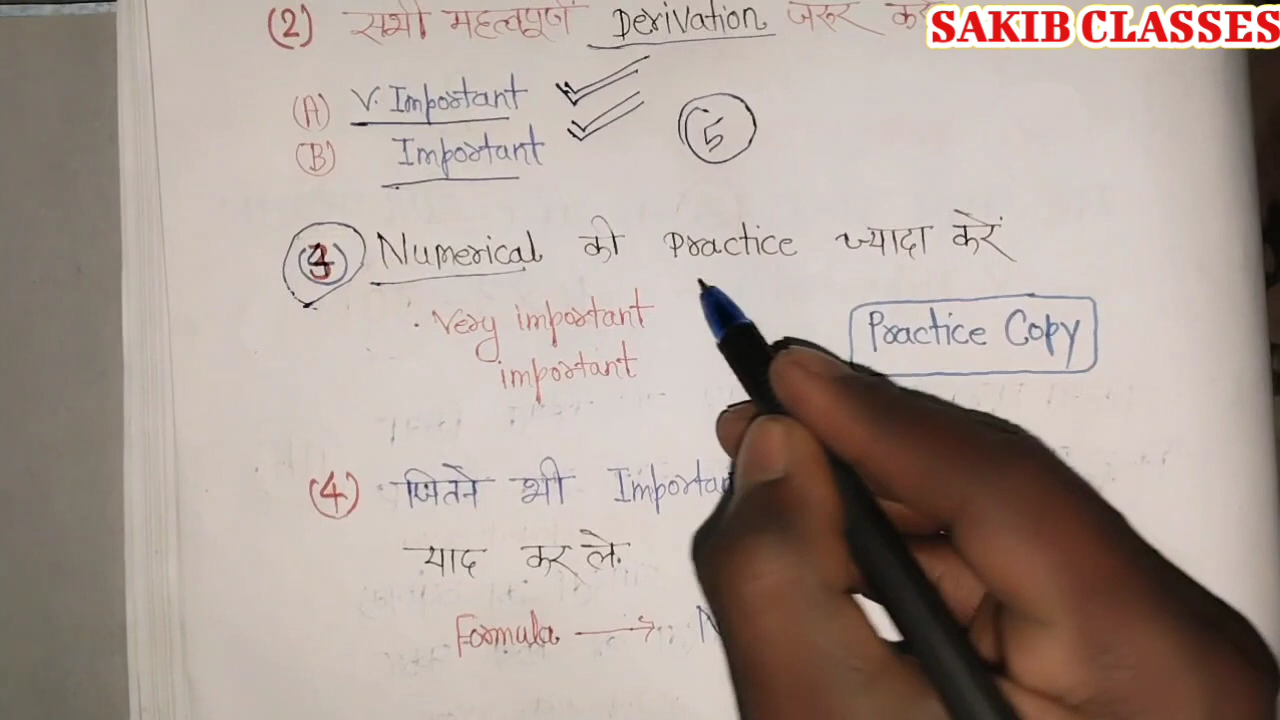 (2) सभी महत्वपूर्ण Derivation जरूर
SAKIB CLASSES
(A) V. Important
(B) Important
5
(3) Numerical की Practice ज्यादा करें
Very important
important
Practice Copy
(4) जितने भी
याद कर ले
Formula →